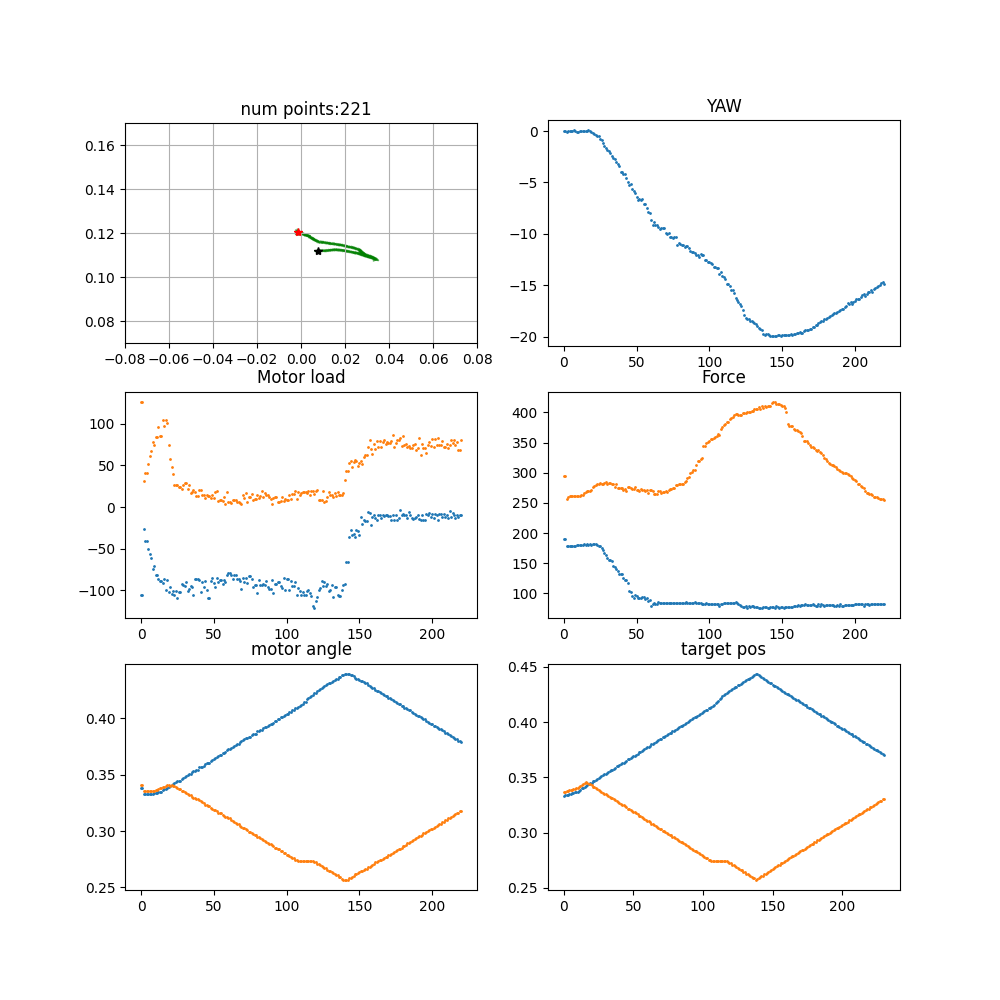 num points:221
0.16
0.14
0.12
0.10
0.08
−0.08 −0.06 −0.04 −0.02 0.00 0.02 0.04 0.06 0.08
YAW
0
−5
−10
−15
−20
0 50 100 150 200
Motor load
100
50
0
−50
−100
0 50 100 150 200
Force
400
350
300
250
200
150
100
0 50 100 150 200
motor angle
0.40
0.35
0.30
0.25
0 50 100 150 200
target pos
0.45
0.40
0.35
0.30
0.25
0 50 100 150 200